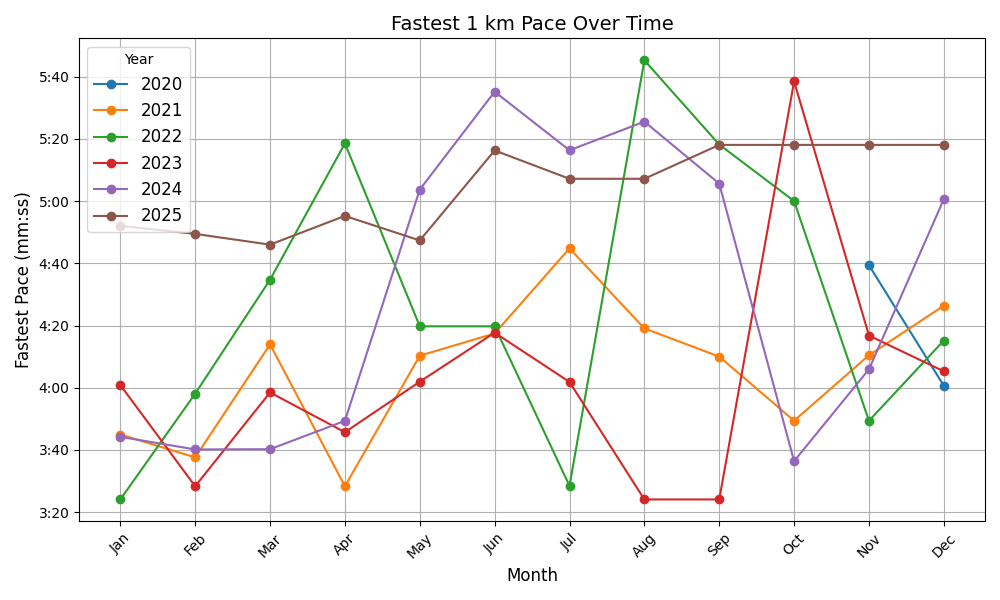 Fastest 1 km Pace Over Time
Year
2020
2021
2022
2023
2024
2025
Fastest Pace (mm:ss)
5:40
5:20
5:00
4:40
4:20
4:00
3:40
3:20
Jan Feb Mar Apr May Jun Jul Aug Sep Oct Nov Dec
Month